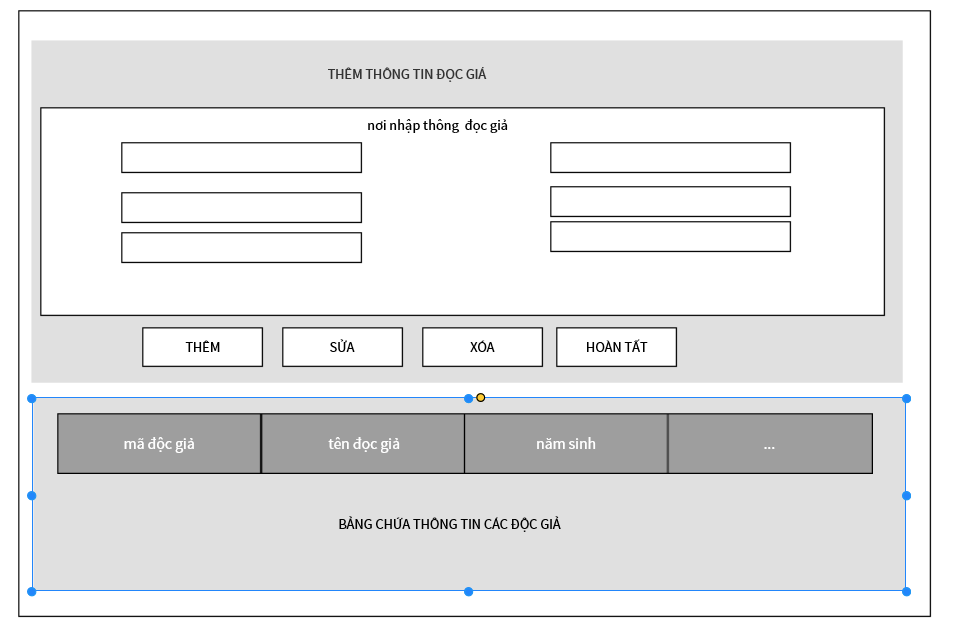 THÊM THÔNG TIN ĐỌC GIÁ
nơi nhập thông đọc giả
THÊM
SỬA
XÓA
HOÀN TẤT
mã độc giả
tên đọc giả
năm sinh
...
BẢNG CHỨA THÔNG TIN CÁC ĐỘC GIẢ